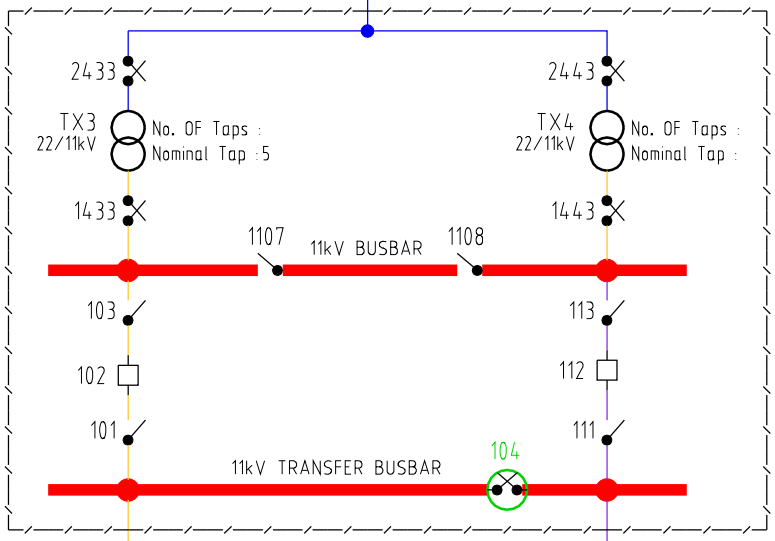 2433
2443
TX3
22/11kV
No. OF Taps :
Nominal Tap :5
TX4
22/11kV
No. OF Taps :
Nominal Tap :
1433
1443
1107
11kV BUSBAR
1108
103
113
102
112
101
111
104
11kV TRANSFER BUSBAR